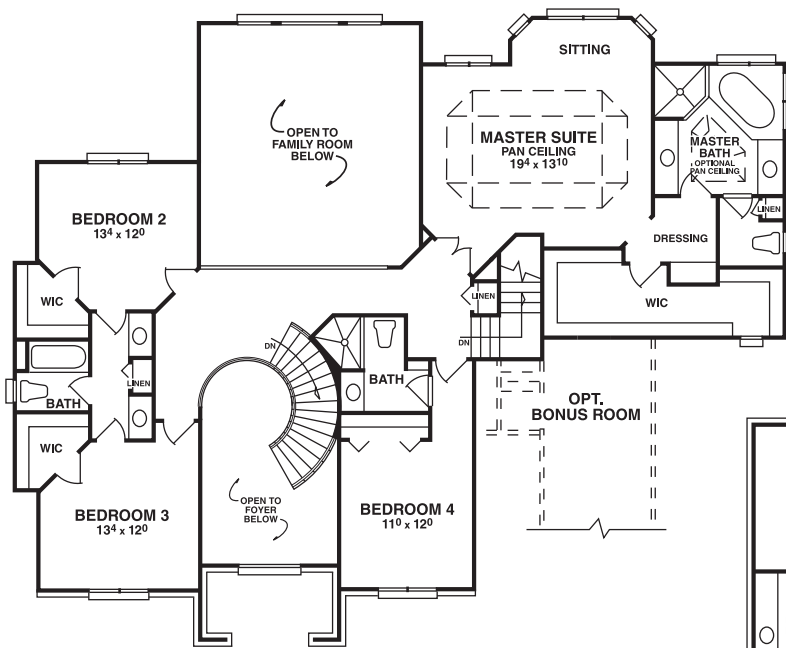 SITTING
OPEN TO
FAMILY ROOM
BELOW
MASTER SUITE
PAN CEILING
19⁴ x 13¹⁰
MASTER
BATH
OPTIONAL
PAN CEILING
LINEN
BEDROOM 2
13⁴ x 12⁰
DRESSING
WIC
WIC
LINEN
DN
DN
BATH
LINEN
BATH
OPT.
BONUS ROOM
WIC
OPEN TO
FOYER
BELOW
BEDROOM 3
13⁴ x 12⁰
BEDROOM 4
11⁰ x 12⁰